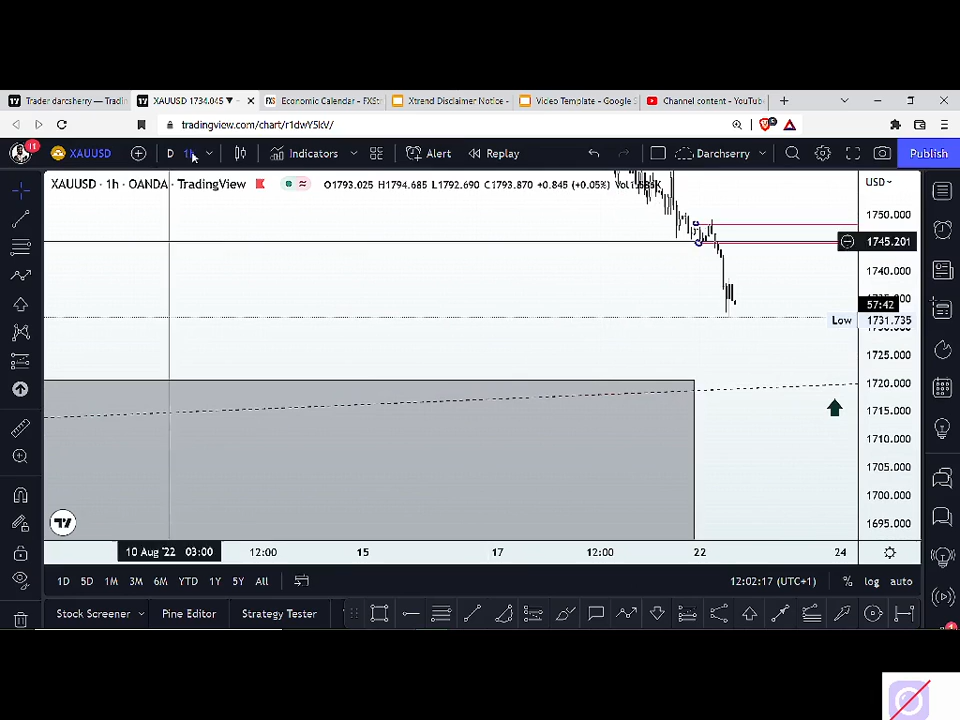 Trader darcsherry — Tradin
XAUUSD 1734.045 ▼
Economic Calendar - FXStr
Xtrend Disclaimer Notice -
Video Template - Google S
Channel content - YouTub
tradingview.com/chart/r1dwY5kV/
11
XAUUSD
D
1h
Indicators
Alert
Replay
Darcsherry
Publish
XAUUSD · 1h · OANDA · TradingView
O1793.025 H1794.685 L1792.690 C1793.870 +0.845 (+0.05%)
USD
1750.000
1745.201
1740.000
57:42
Low 1731.735
1725.000
1720.000
1715.000
1710.000
1705.000
1700.000
1695.000
10 Aug '22 03:00
12:00
15
17
12:00
22
24
1D 5D 1M 3M 6M YTD 1Y 5Y All
12:02:17 (UTC+1)
% log auto
Stock Screener
Pine Editor
Strategy Tester